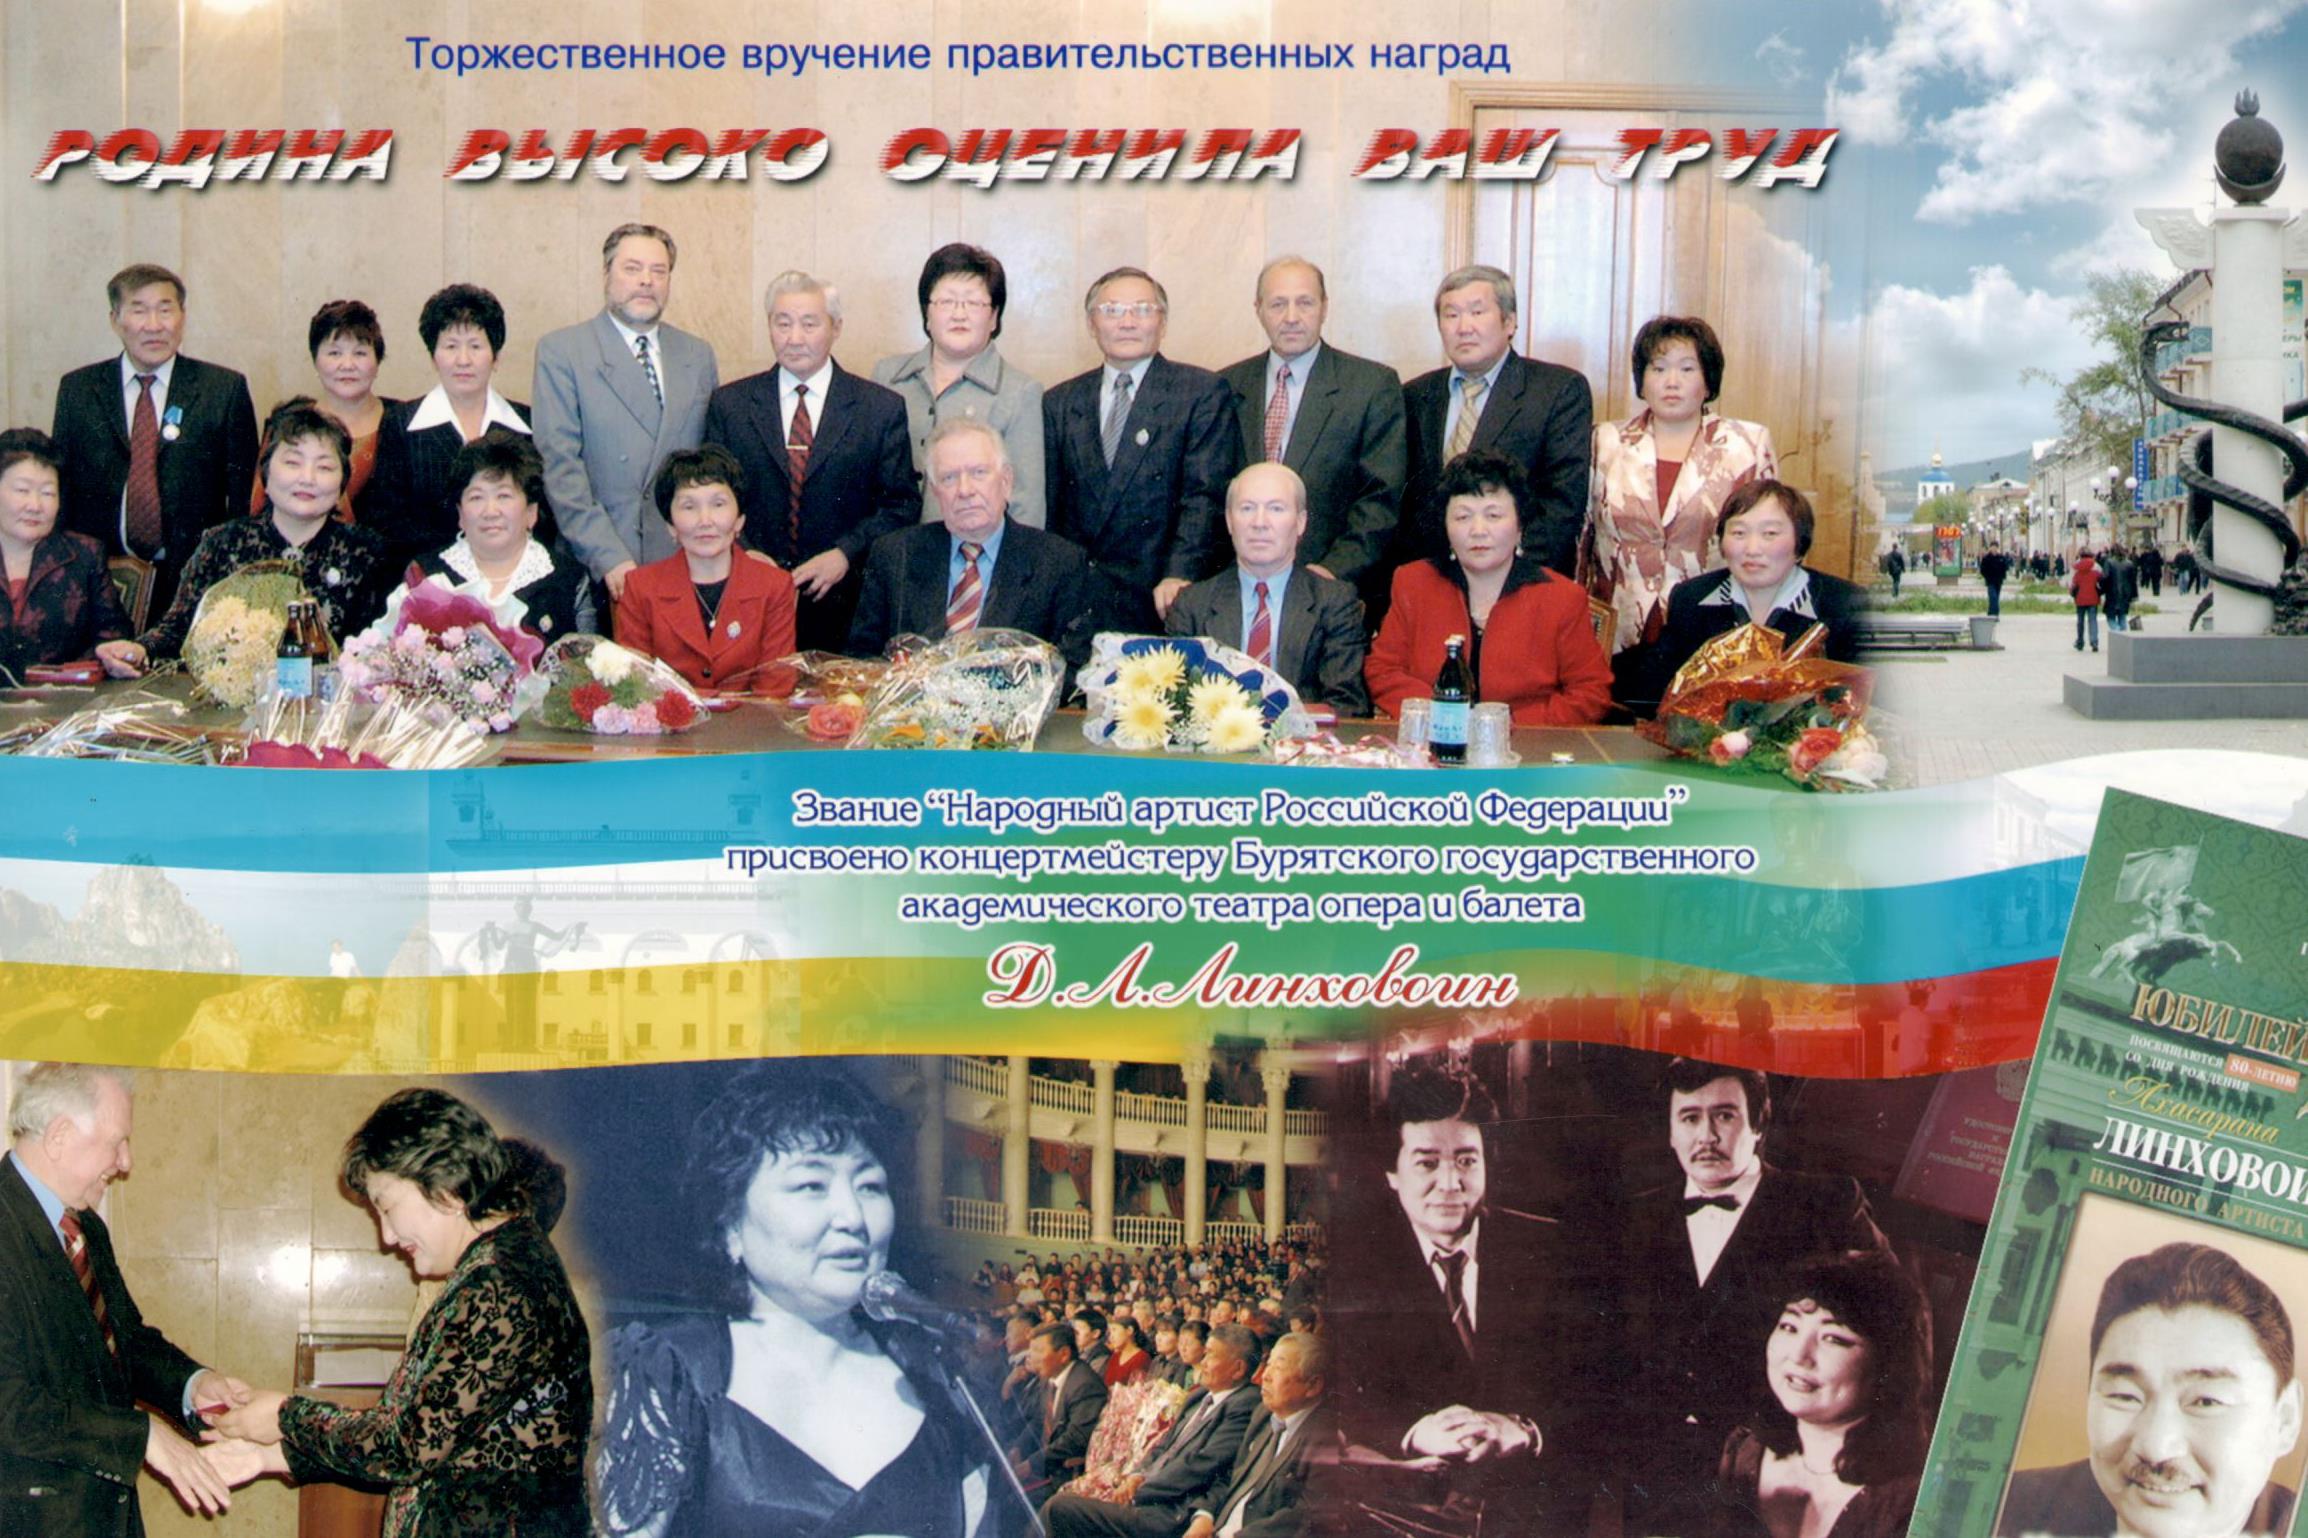 Торжественное вручение правительственных наград
РОДИНА ВЫСОКО ОЦЕНИЛА ВАШ ТРУД
Звание “Народный артист Российской Федерации”
присвоено концертмейстеру Бурятского государственного
академического театра опера и балета
Д.Л.Линховоин
ЮБИЛЕЙ
ПОСВЯЩАЮТСЯ 80-ЛЕТИЮ
СО ДНЯ РОЖДЕНИЯ
Лхасарана
ЛИНХОВОИ
НАРОДНОГО АРТИСТА